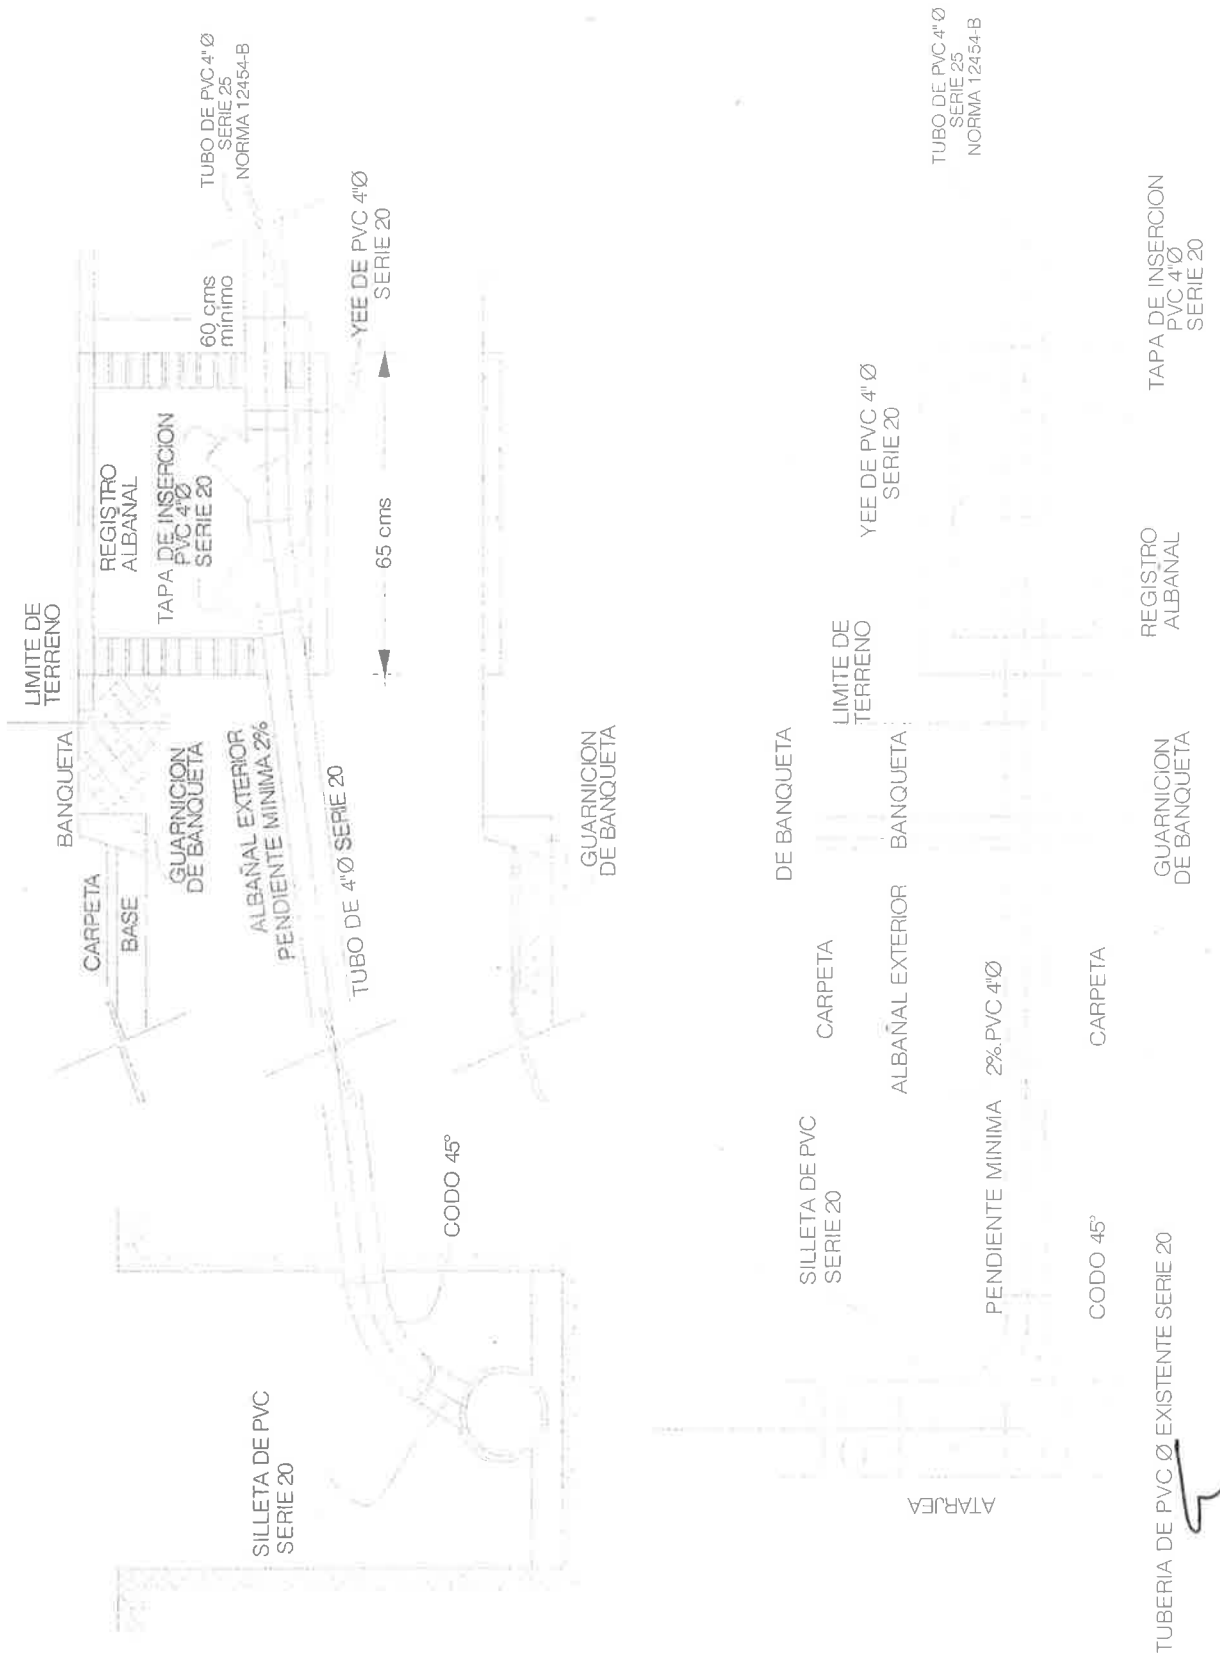 SILLETA DE PVC
SERIE 20
CODO 45°
CARPETA
BASE
BANQUETA
LIMITE DE
TERRENO
GUARNICION
DE BANQUETA
ALBAÑAL EXTERIOR
PENDIENTE MINIMA 2%
TUBO DE 4"Ø SERIE 20
REGISTRO
ALBANAL
TAPA DE INSERCION
PVC 4"Ø
SERIE 20
60 cms
mínimo
TUBO DE PVC 4" Ø
SERIE 25
NORMA 12454-B
YEE DE PVC 4"Ø
SERIE 20
65 cms
GUARNICION
DE BANQUETA
SILLETA DE PVC
SERIE 20
CARPETA
DE BANQUETA
LIMITE DE
TERRENO
YEE DE PVC 4" Ø
SERIE 20
TUBO DE PVC 4" Ø
SERIE 25
NORMA 12454-B
ALBAÑAL EXTERIOR
BANQUETA
ATARJEA
PENDIENTE MINIMA 2%.PVC 4"Ø
CODO 45°
CARPETA
GUARNICION
DE BANQUETA
REGISTRO
ALBAÑAL
TAPA DE INSERCION
PVC 4"Ø
SERIE 20
TUBERIA DE PVC Ø EXISTENTE SERIE 20